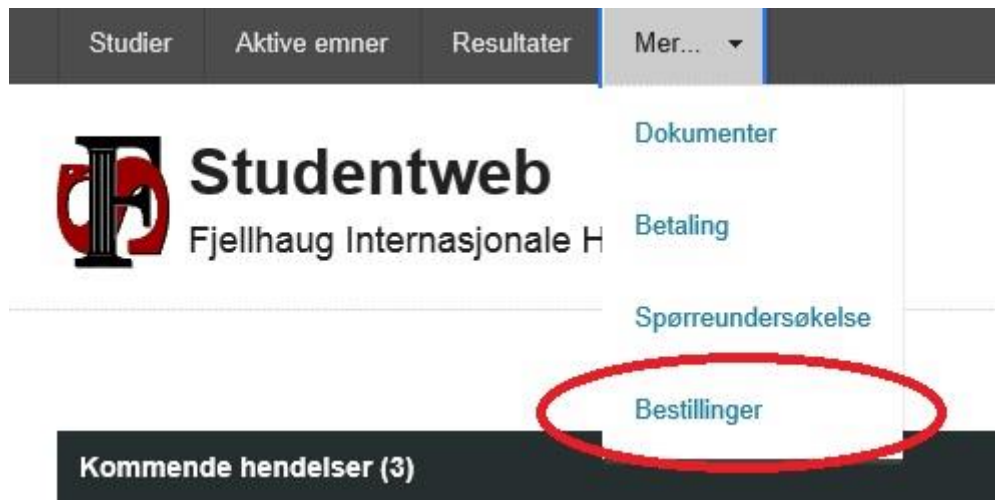 Studier Aktive emner Resultater Mer...
Dokumenter
Studentweb
Betaling
Fjellhaug Internasjonale H
Spørreundersøkelse
Bestillinger
Kommende hendelser (3)